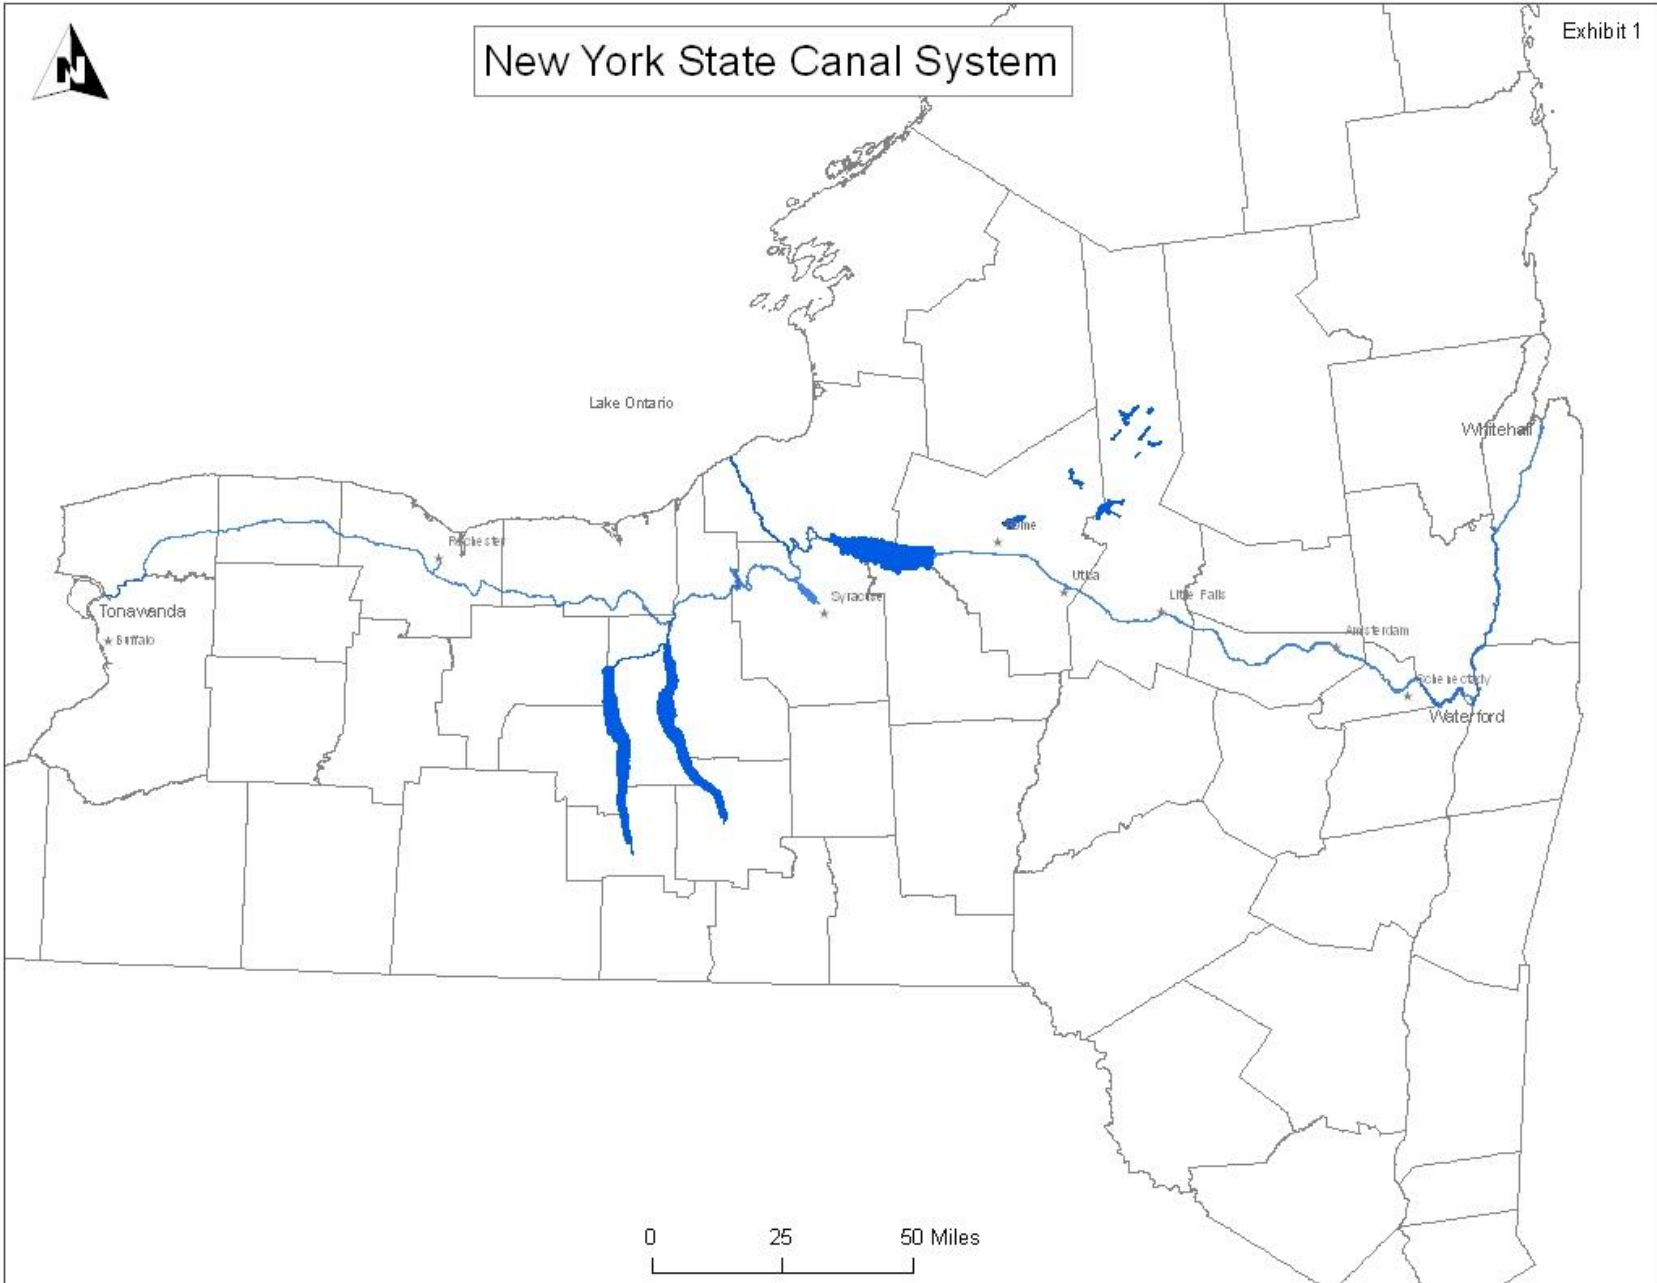 Exhibit 1
N
New York State Canal System
Lake Ontario
Whitehall
Rochester
Rome
Utica
Syracuse
Little Falls
Tonawanda
Buffalo
Amsterdam
Schenectady
Waterford
0 25 50 Miles